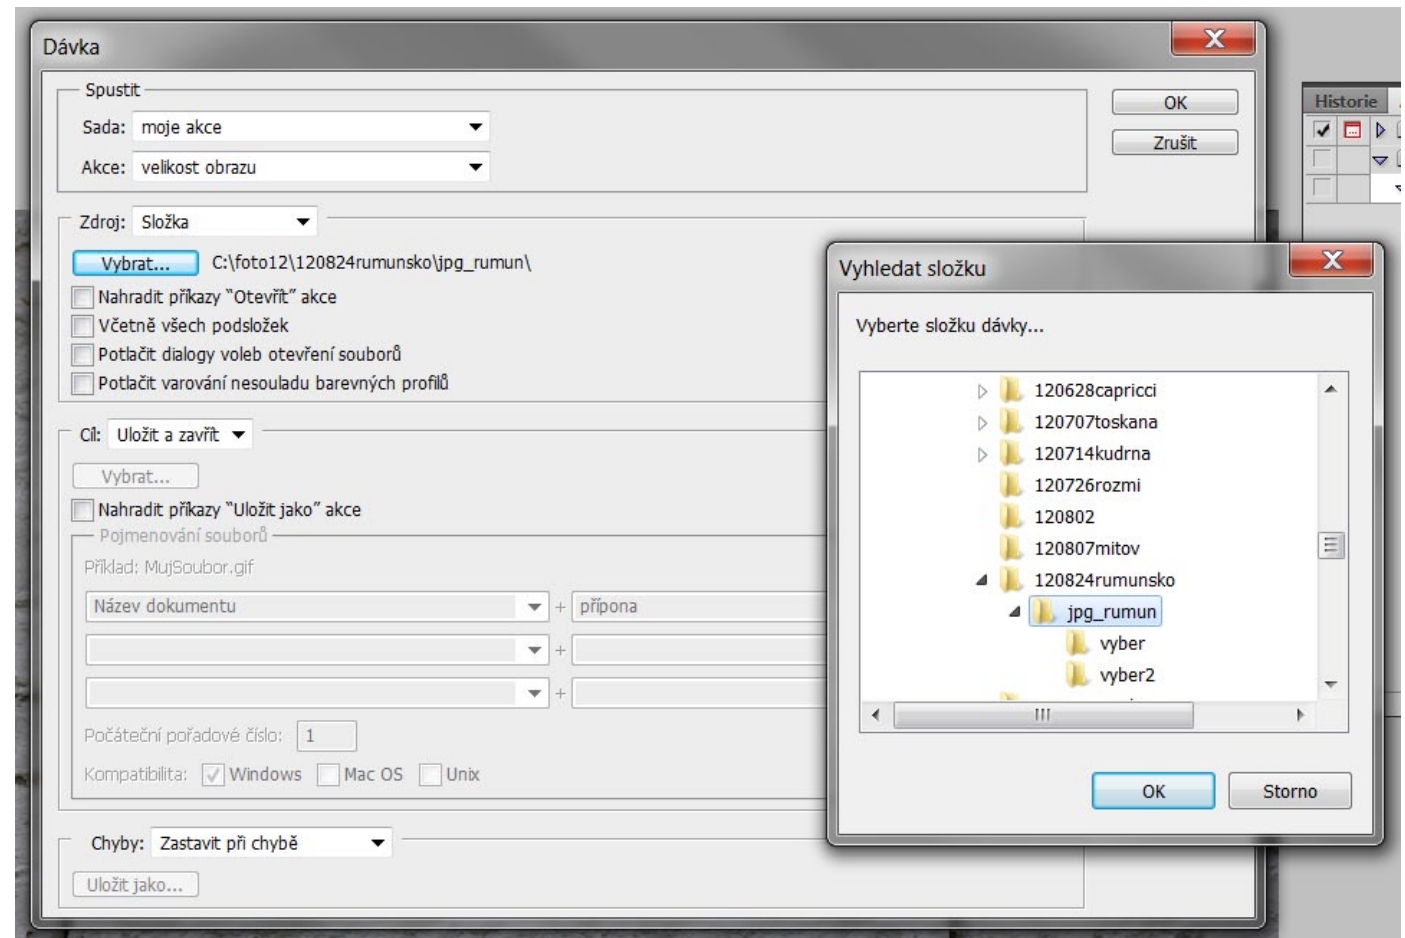 Dávka
Spustit
Sada: moje akce
Akce: velikost obrazu
OK
Zrušit
Historie
Zdroj: Složka
Vybrat... C:\foto12\120824rumunsko\jpg_rumun\
Nahradit příkazy "Otevřít" akce
Včetně všech podsložek
Potlačit dialogy voleb otevření souborů
Potlačit varování nesouladu barevných profilů
Cíl: Uložit a zavřít
Vybrat...
Nahradit příkazy "Uložit jako" akce
Pojmenování souborů
Příklad: MujSoubor.gif
Název dokumentu + přípona
+
+
Počáteční pořadové číslo: 1
Kompatibilita: Windows Mac OS Unix
Chyby: Zastavit při chybě
Uložit jako...
Vyhledat složku
Vyberte složku dávky...
120628capricci
120707toskana
120714kudrna
120726rozmi
120802
120807mitov
120824rumunsko
jpg_rumun
vyber
vyber2
OK Storno